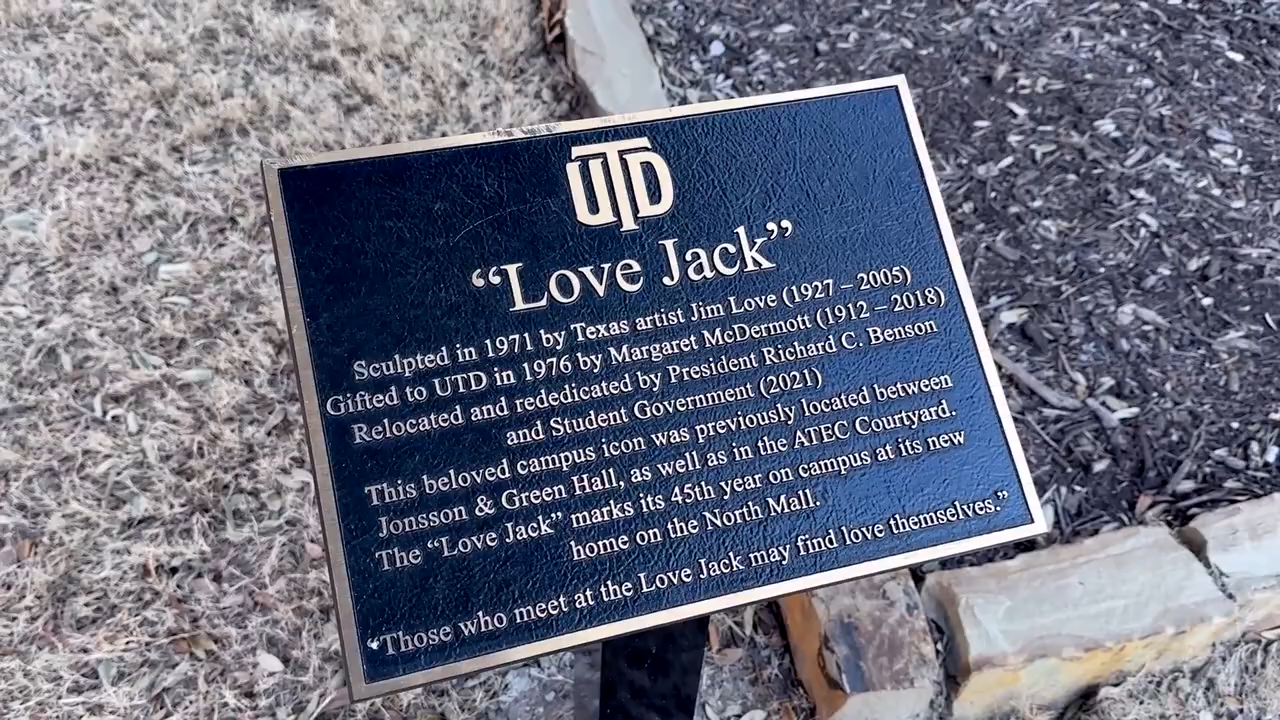 UTD
“Love Jack”
Sculpted in 1971 by Texas artist Jim Love (1927 – 2005)
Gifted to UTD in 1976 by Margaret McDermott (1912 – 2018)
Relocated and rededicated by President Richard C. Benson
and Student Government (2021)
This beloved campus icon was previously located between
Jonsson & Green Hall, as well as in the ATEC Courtyard.
The “Love Jack” marks its 45th year on campus at its new
home on the North Mall.
“Those who meet at the Love Jack may find love themselves.”